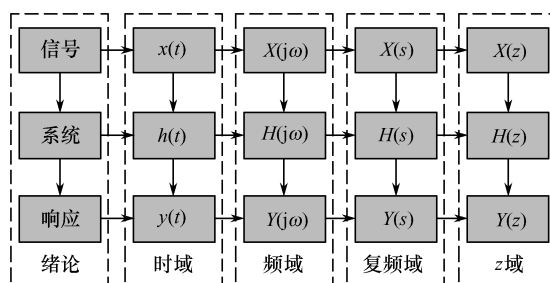 信号 x(t) X(jω) X(s) X(z)
系统 h(t) H(jω) H(s) H(z)
响应 y(t) Y(jω) Y(s) Y(z)
绪论 时域 频域 复频域 z域